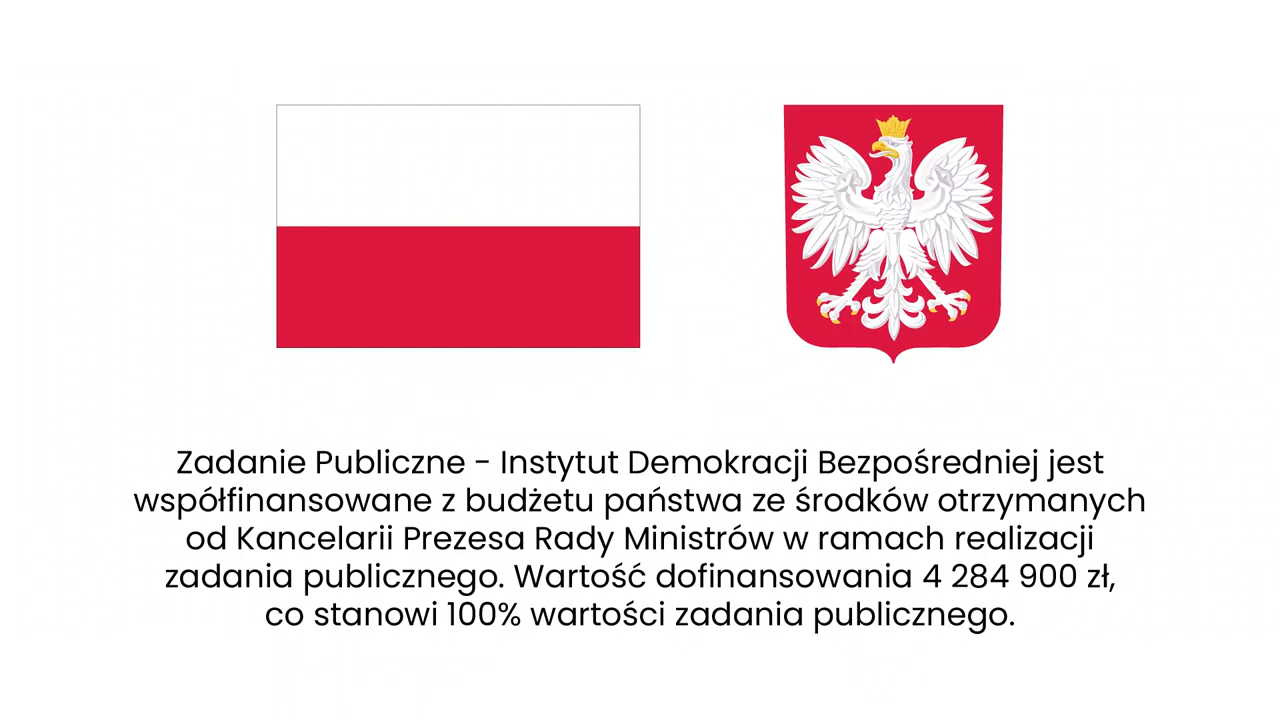 Zadanie Publiczne - Instytut Demokracji Bezpośredniej jest
współfinansowane z budżetu państwa ze środków otrzymanych
od Kancelarii Prezesa Rady Ministrów w ramach realizacji
zadania publicznego. Wartość dofinansowania 4 284 900 zł,
co stanowi 100% wartości zadania publicznego.